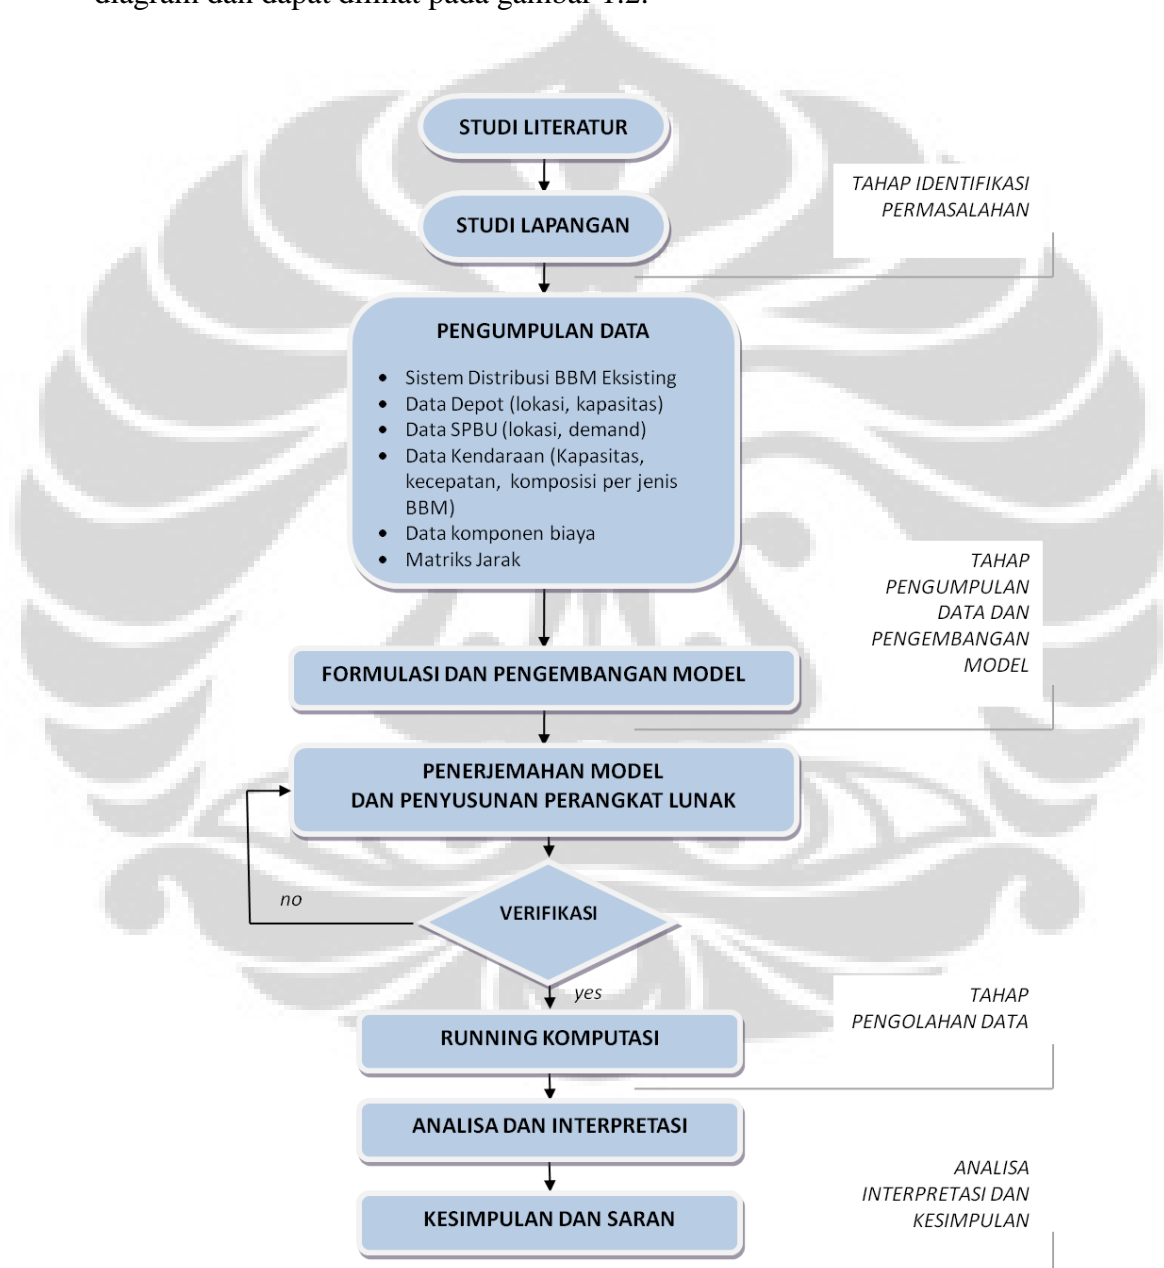 diagram dan dapat dilihat pada gambar 1.2.
STUDI LITERATUR
STUDI LAPANGAN
TAHAP IDENTIFIKASI
PERMASALAHAN
PENGUMPULAN DATA
• Sistem Distribusi BBM Eksisting
• Data Depot (lokasi, kapasitas)
• Data SPBU (lokasi, demand)
• Data Kendaraan (Kapasitas,
kecepatan, komposisi per jenis
BBM)
• Data komponen biaya
• Matriks Jarak
TAHAP
PENGUMPULAN
DATA DAN
PENGEMBANGAN
MODEL
FORMULASI DAN PENGEMBANGAN MODEL
PENERJEMAHAN MODEL
DAN PENYUSUNAN PERANGKAT LUNAK
no
VERIFIKASI
yes
TAHAP
PENGOLAHAN DATA
RUNNING KOMPUTASI
ANALISA DAN INTERPRETASI
ANALISA
INTERPRETASI DAN
KESIMPULAN
KESIMPULAN DAN SARAN